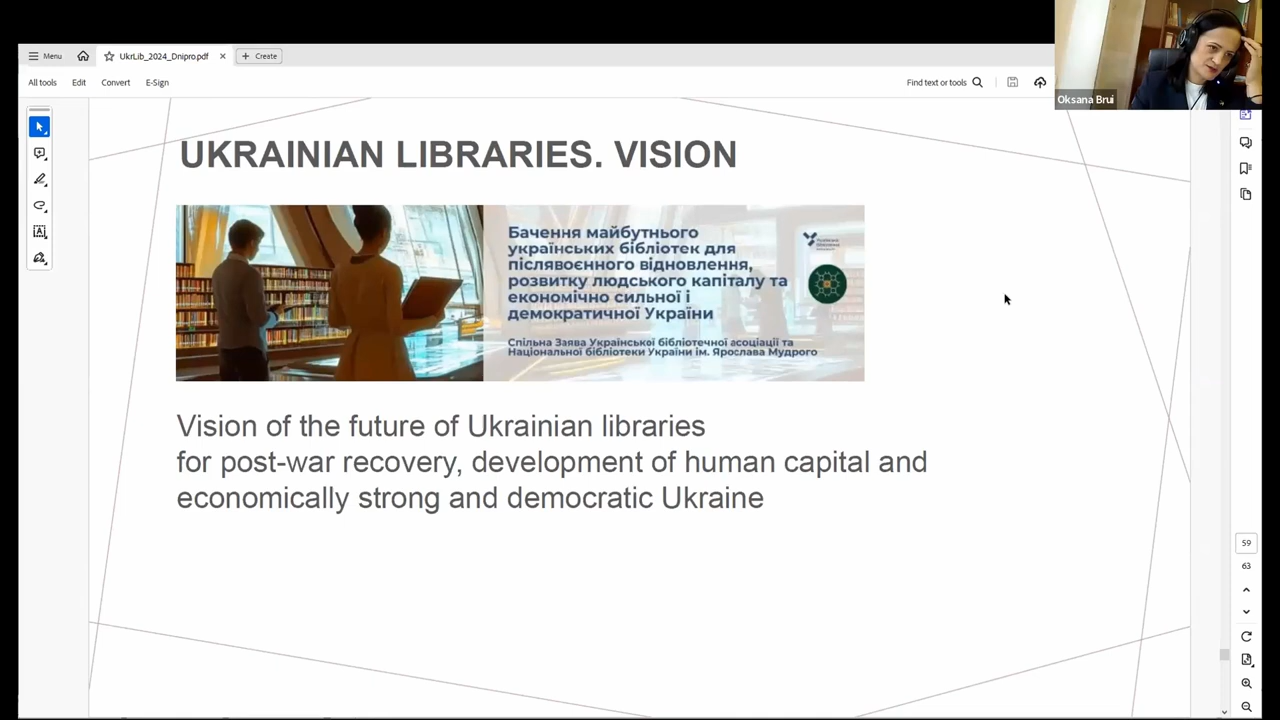 Menu
UkrLib_2024_Dnipro.pdf
Create
All tools
Edit
Convert
E-Sign
Find text or tools
Oksana Brui
UKRAINIAN LIBRARIES. VISION
Бачення майбутнього
українських бібліотек для
післявоєнного відновлення,
розвитку людського капіталу та
економічно сильної і
демократичної України
Спільна Заява Української бібліотечної асоціації та
Національної бібліотеки України ім. Ярослава Мудрого
Vision of the future of Ukrainian libraries
for post-war recovery, development of human capital and
economically strong and democratic Ukraine
59
63